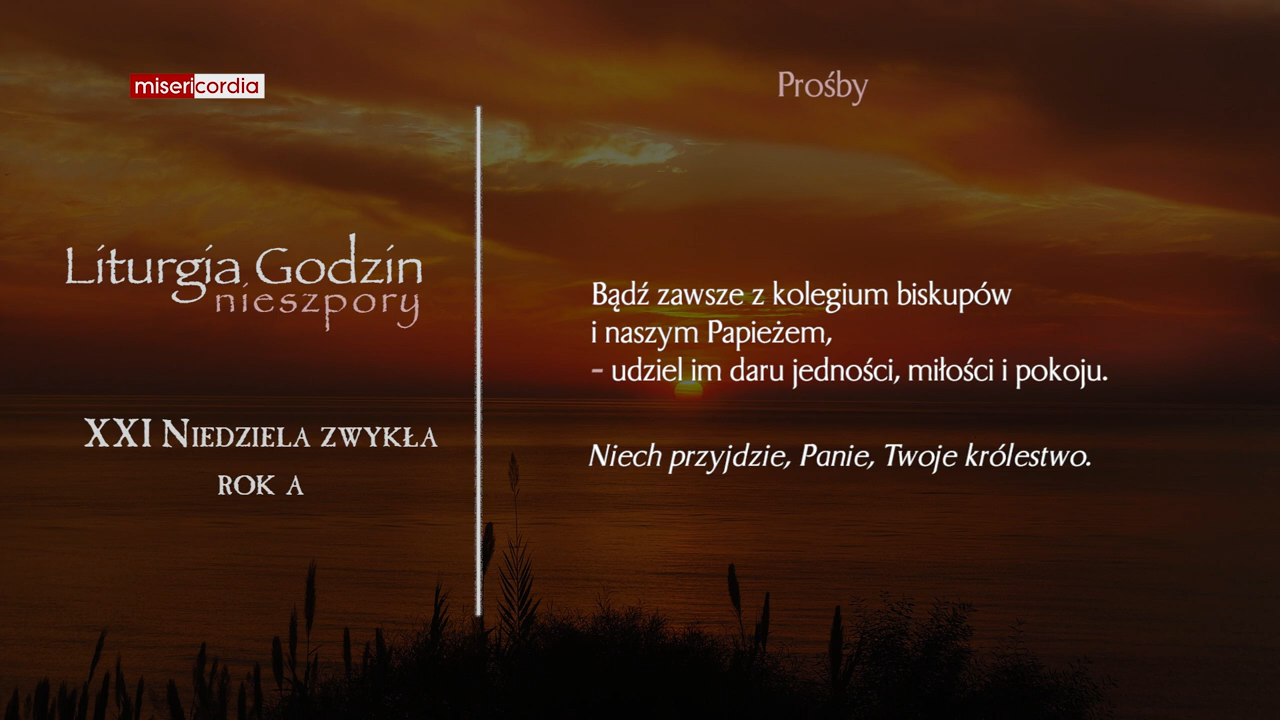 misericordia
Liturgia Godzin
nieszpory
XXI Niedziela zwykła
rok A
Prośby
Bądź zawsze z kolegium biskupów
i naszym Papieżem,
– udziel im daru jedności, miłości i pokoju.
Niech przyjdzie, Panie, Twoje królestwo.